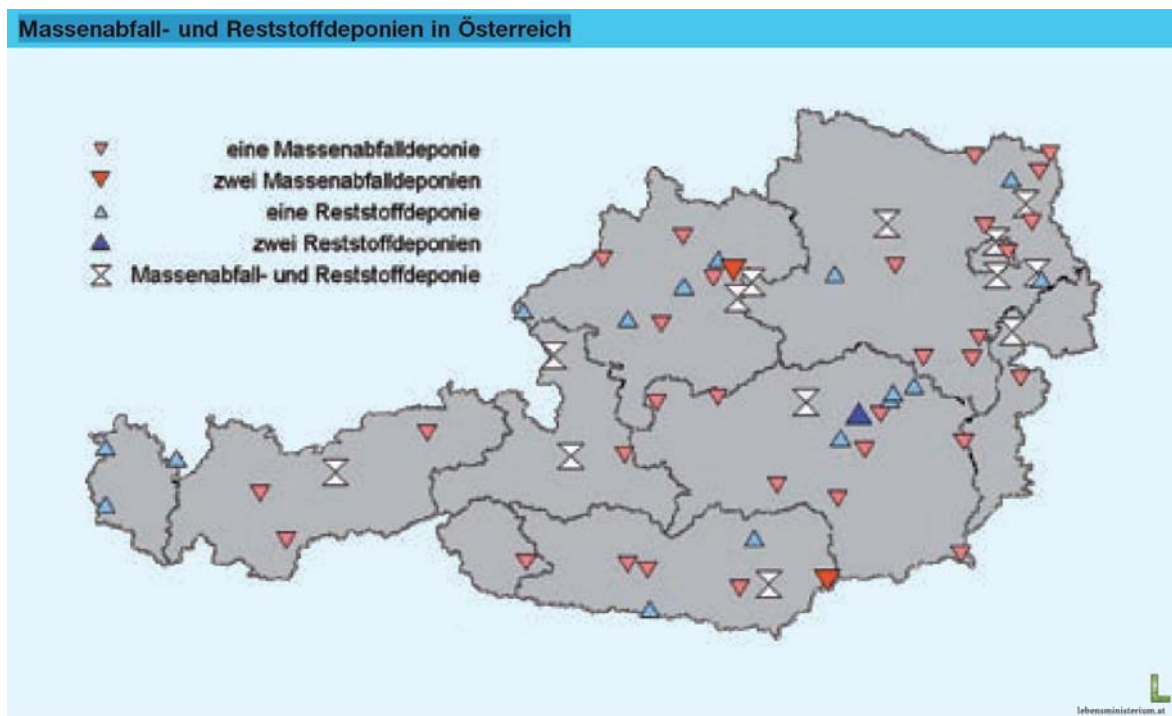 Massenabfall- und Reststoffdeponien in Österreich
eine Massenabfalldeponie
zwei Massenabfalldeponien
eine Reststoffdeponie
zwei Reststoffdeponien
Massenabfall- und Reststoffdeponie
L
lebensministerium.at